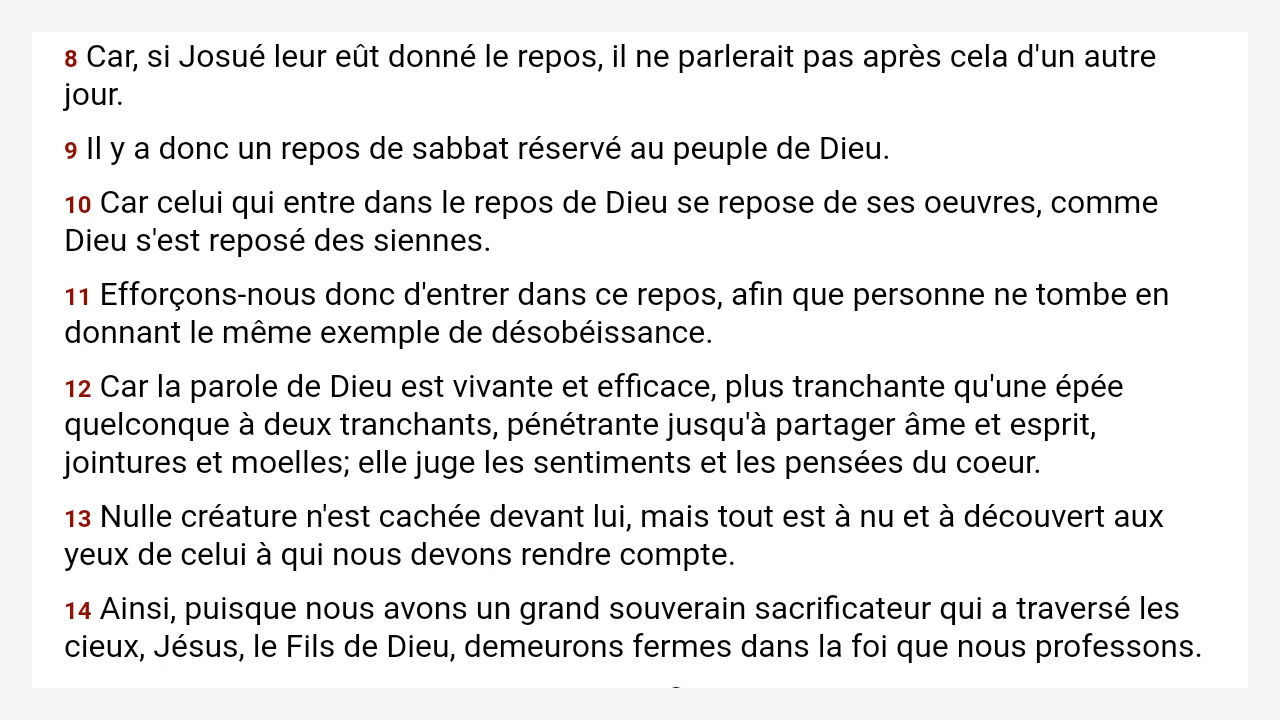 8 Car, si Josué leur eût donné le repos, il ne parlerait pas après cela d'un autre
jour.
9 Il y a donc un repos de sabbat réservé au peuple de Dieu.
10 Car celui qui entre dans le repos de Dieu se repose de ses oeuvres, comme
Dieu s'est reposé des siennes.
11 Efforçons-nous donc d'entrer dans ce repos, afin que personne ne tombe en
donnant le même exemple de désobéissance.
12 Car la parole de Dieu est vivante et efficace, plus tranchante qu'une épée
quelconque à deux tranchants, pénétrante jusqu'à partager âme et esprit,
jointures et moelles; elle juge les sentiments et les pensées du coeur.
13 Nulle créature n'est cachée devant lui, mais tout est à nu et à découvert aux
yeux de celui à qui nous devons rendre compte.
14 Ainsi, puisque nous avons un grand souverain sacrificateur qui a traversé les
cieux, Jésus, le Fils de Dieu, demeurons fermes dans la foi que nous professons.